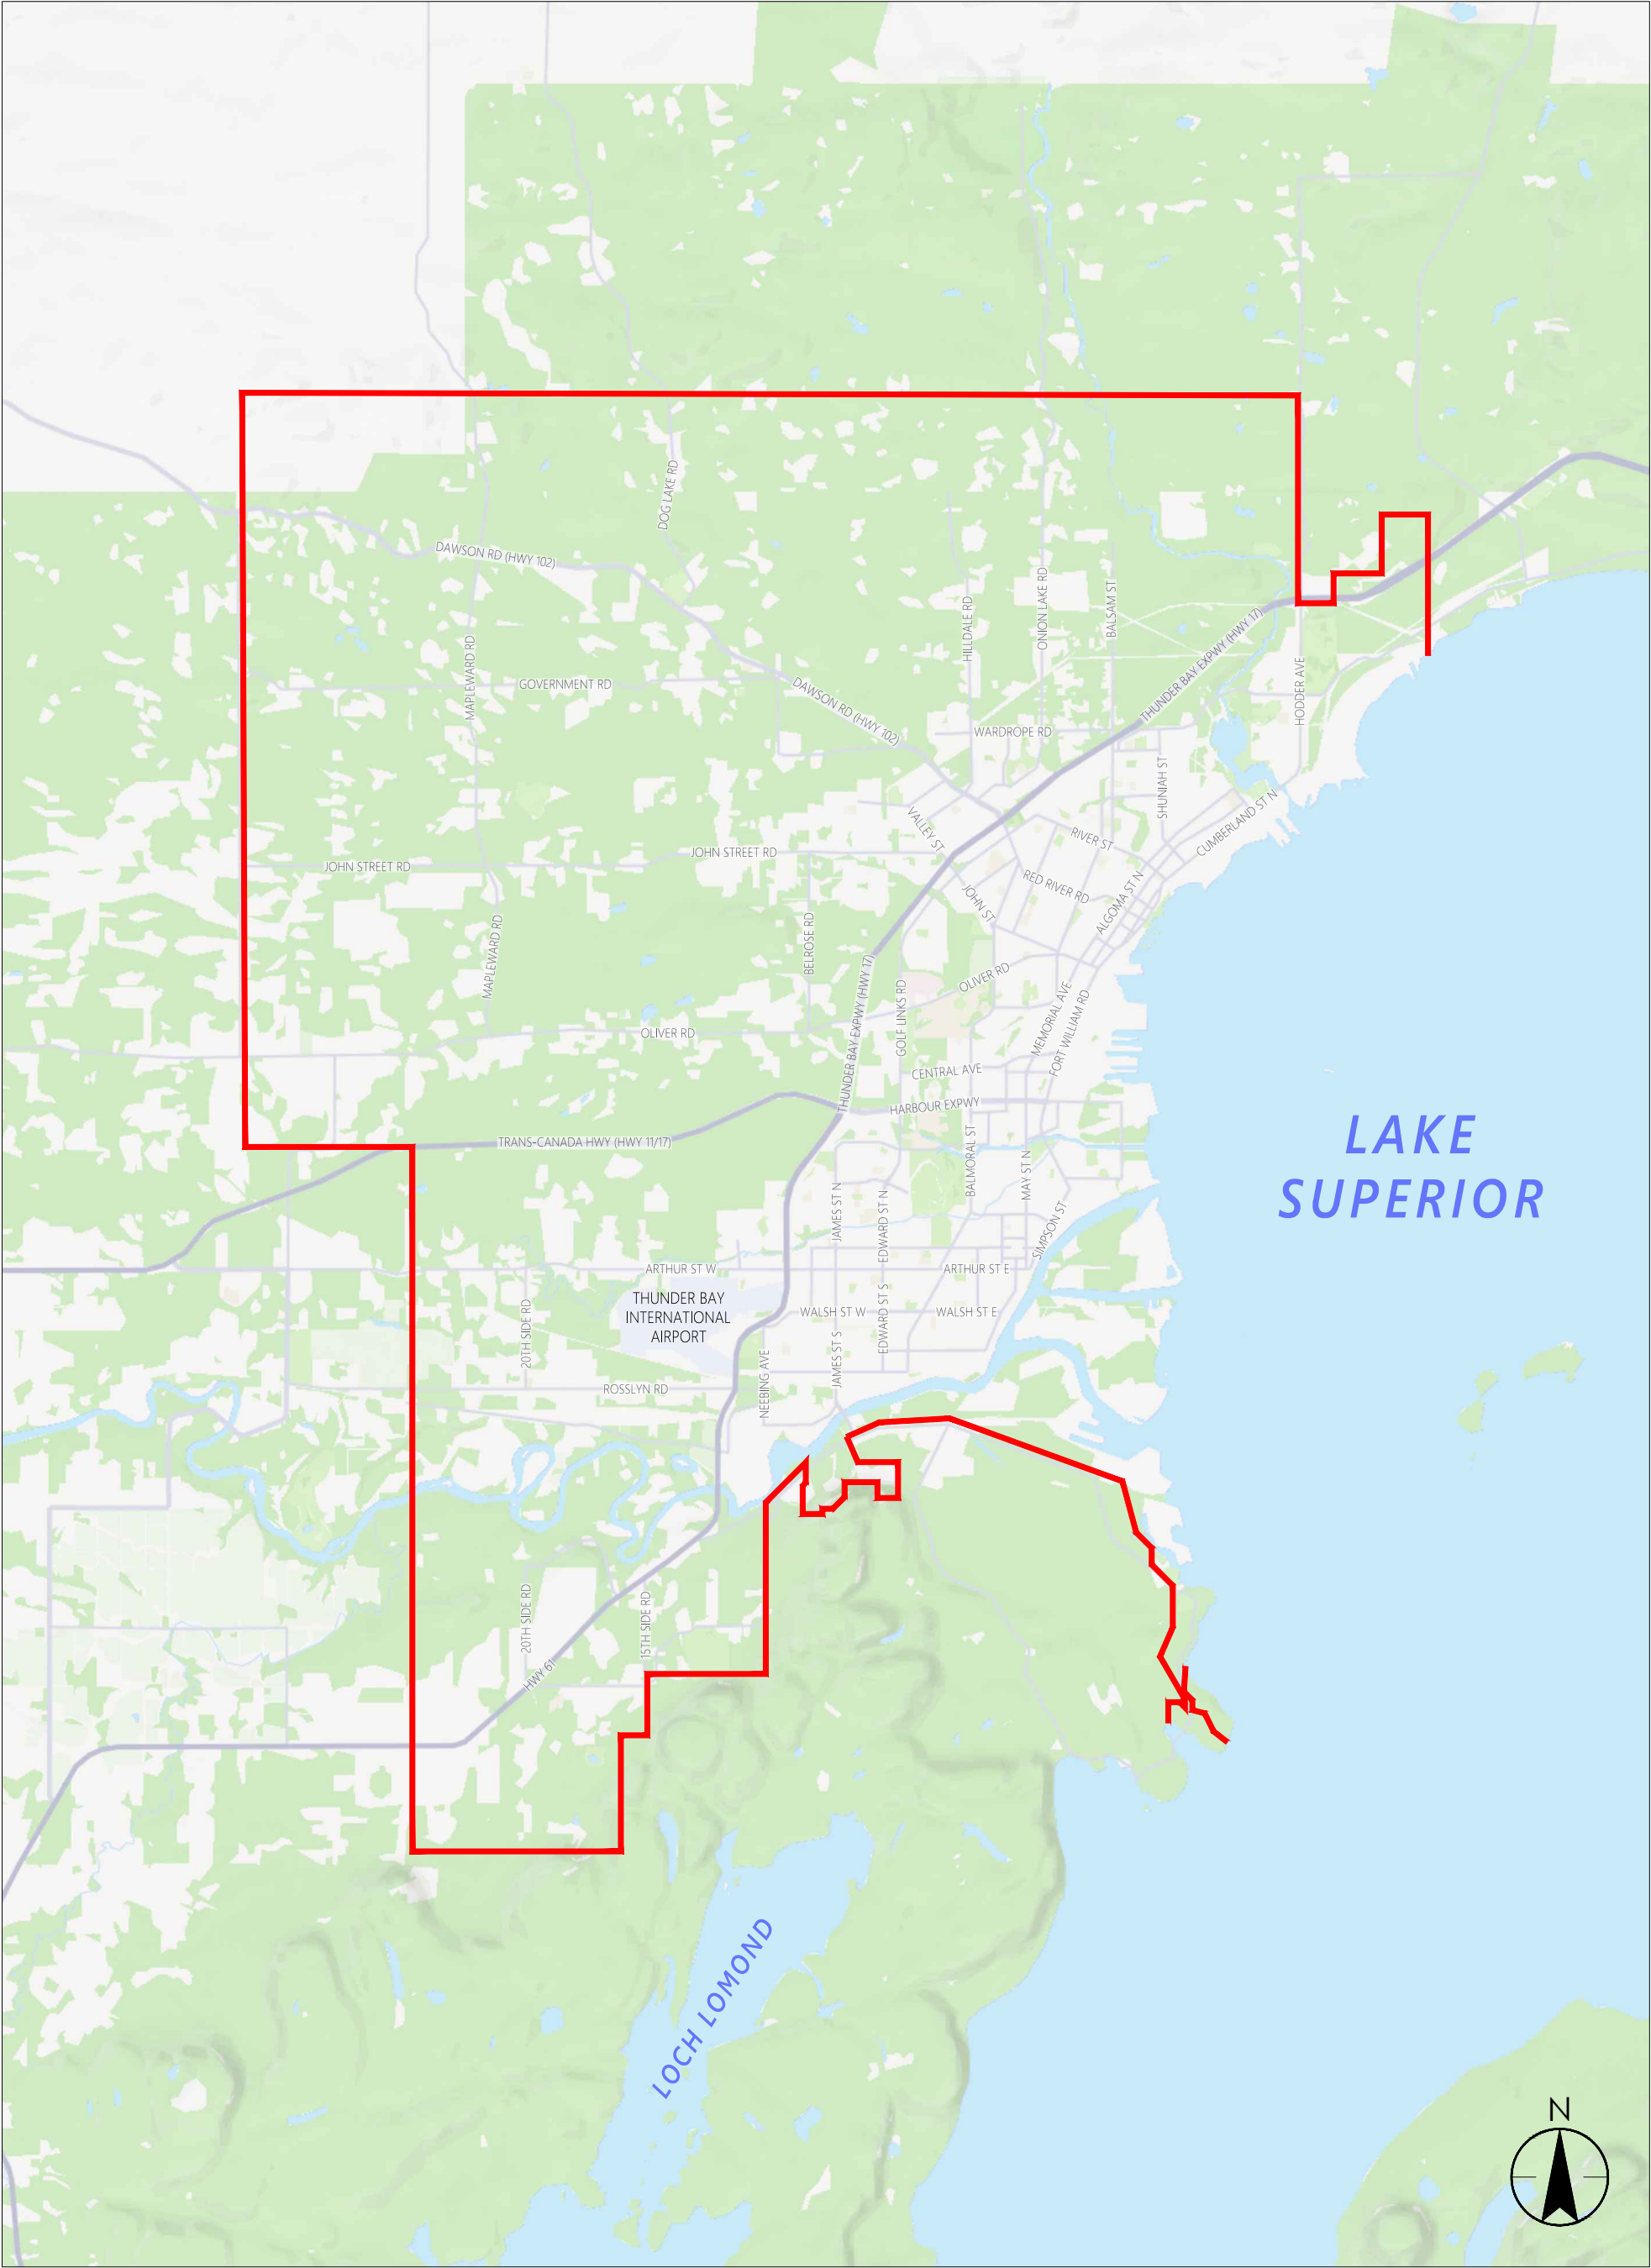 DOG LAKE RD
DAWSON RD (HWY 102)
HILLDALE RD
ONION LAKE RD
BALSAM ST
THUNDER BAY EXPWY (HWY 17)
MAPLEWARD RD
GOVERNMENT RD
DAWSON RD (HWY 102)
HODDER AVE
WARDROPE RD
SHUNIAH ST
CUMBERLAND ST N
VALLEY ST
RIVER ST
JOHN STREET RD
JOHN STREET RD
RED RIVER RD
JOHN ST
ALGOMA ST N
MAPLEWARD RD
BELROSE RD
THUNDER BAY EXPWY (HWY 17)
GOLF LINKS RD
OLIVER RD
MEMORIAL AVE
FORT WILLIAM RD
OLIVER RD
CENTRAL AVE
HARBOUR EXPWY
TRANS-CANADA HWY (HWY 11/17)
LAKE
SUPERIOR
BALMORAL ST
MAY ST N
JAMES ST N
EDWARD ST N
SIMPSON ST
ARTHUR ST W
ARTHUR ST E
THUNDER BAY
INTERNATIONAL
AIRPORT
20TH SIDE RD
WALSH ST W
EDWARD ST S
WALSH ST E
NEEBING AVE
JAMES ST S
ROSSLYN RD
20TH SIDE RD
15TH SIDE RD
HWY 61
LOCH LOMOND
N